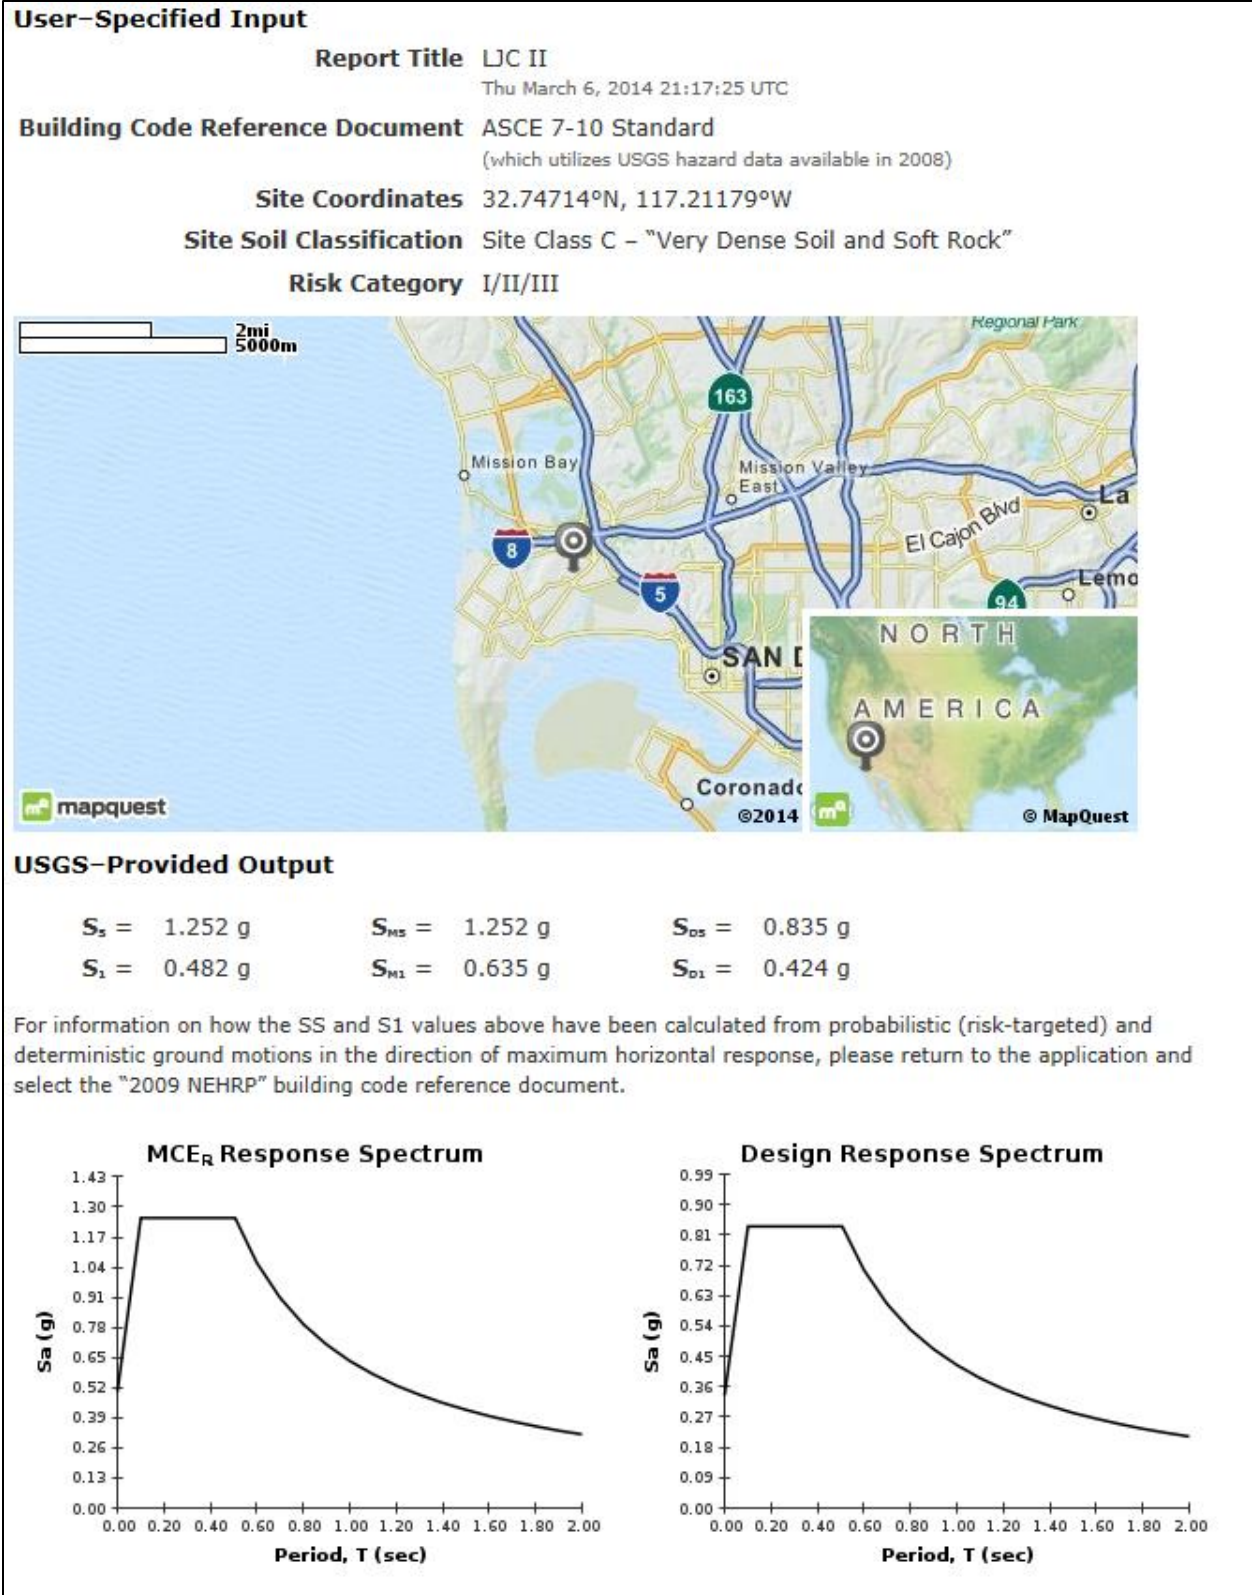 User–Specified Input
Report Title LJC II
Thu March 6, 2014 21:17:25 UTC
Building Code Reference Document ASCE 7-10 Standard
(which utilizes USGS hazard data available in 2008)
Site Coordinates 32.74714°N, 117.21179°W
Site Soil Classification Site Class C – “Very Dense Soil and Soft Rock”
Risk Category I/II/III
2mi
5000m
Regional Park
163
Mission Bay
Mission Valley
East
La
El Cajon Blvd
8
5
Lemo
94
SAN D
NORTH
AMERICA
Coronado
mapquest
©2014
m
© MapQuest
USGS–Provided Output
Ss = 1.252 g SMS = 1.252 g SDS = 0.835 g
S1 = 0.482 g SM1 = 0.635 g SD1 = 0.424 g
For information on how the SS and S1 values above have been calculated from probabilistic (risk-targeted) and
deterministic ground motions in the direction of maximum horizontal response, please return to the application and
select the “2009 NEHRP” building code reference document.
MCER Response Spectrum
1.43
1.30
1.17
1.04
0.91
0.78
0.65
0.52
0.39
0.26
0.13
0.00
Sa (g)
0.00 0.20 0.40 0.60 0.80 1.00 1.20 1.40 1.60 1.80 2.00
Period, T (sec)
Design Response Spectrum
0.99
0.90
0.81
0.72
0.63
0.54
0.45
0.36
0.27
0.18
0.09
0.00
Sa (g)
0.00 0.20 0.40 0.60 0.80 1.00 1.20 1.40 1.60 1.80 2.00
Period, T (sec)